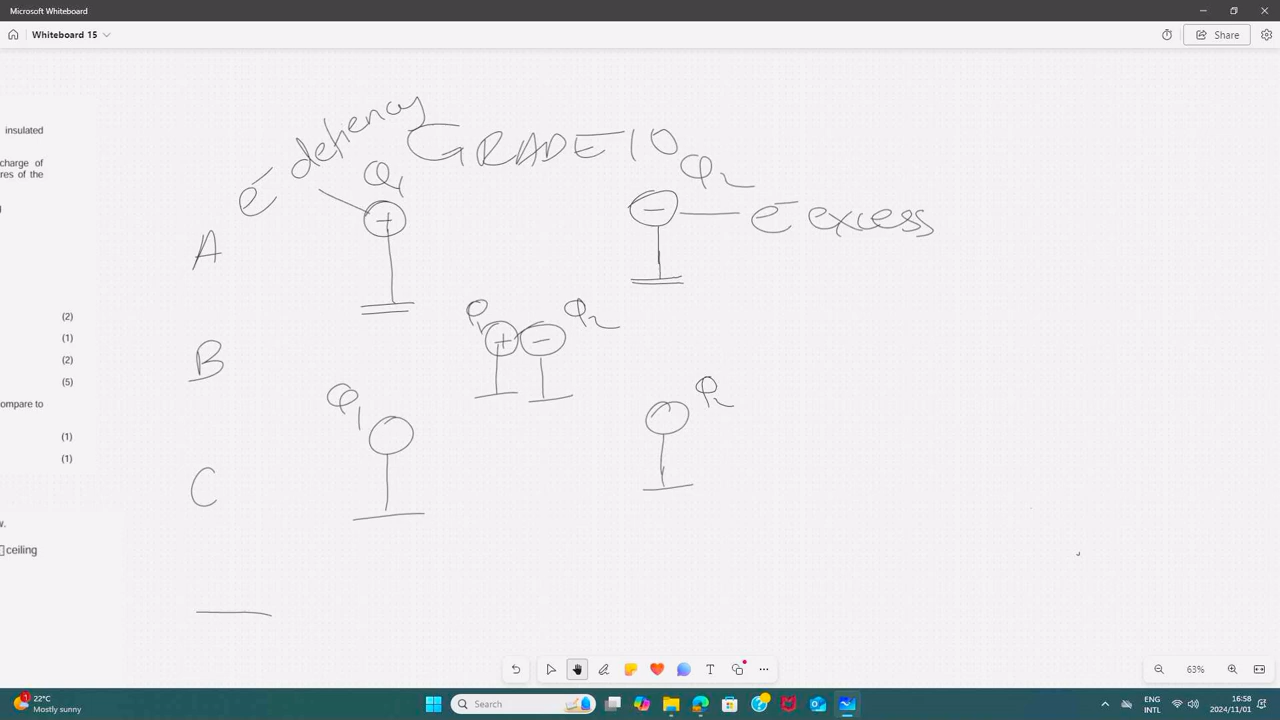 Microsoft Whiteboard
Whiteboard 15
Share
insulated
charge of
res of the
e⁻ defiency
GRADE 10
Q1
Q2
+
−
e⁻ excess
A
(2)
(1)
(2)
(5)
Q1
Q2
+
−
B
ompare to
(1)
(1)
Q1
Q2
C
w.
ceiling
T
63%
1
22°C
Mostly sunny
Search
ENG
INTL
16:58
2024/11/01